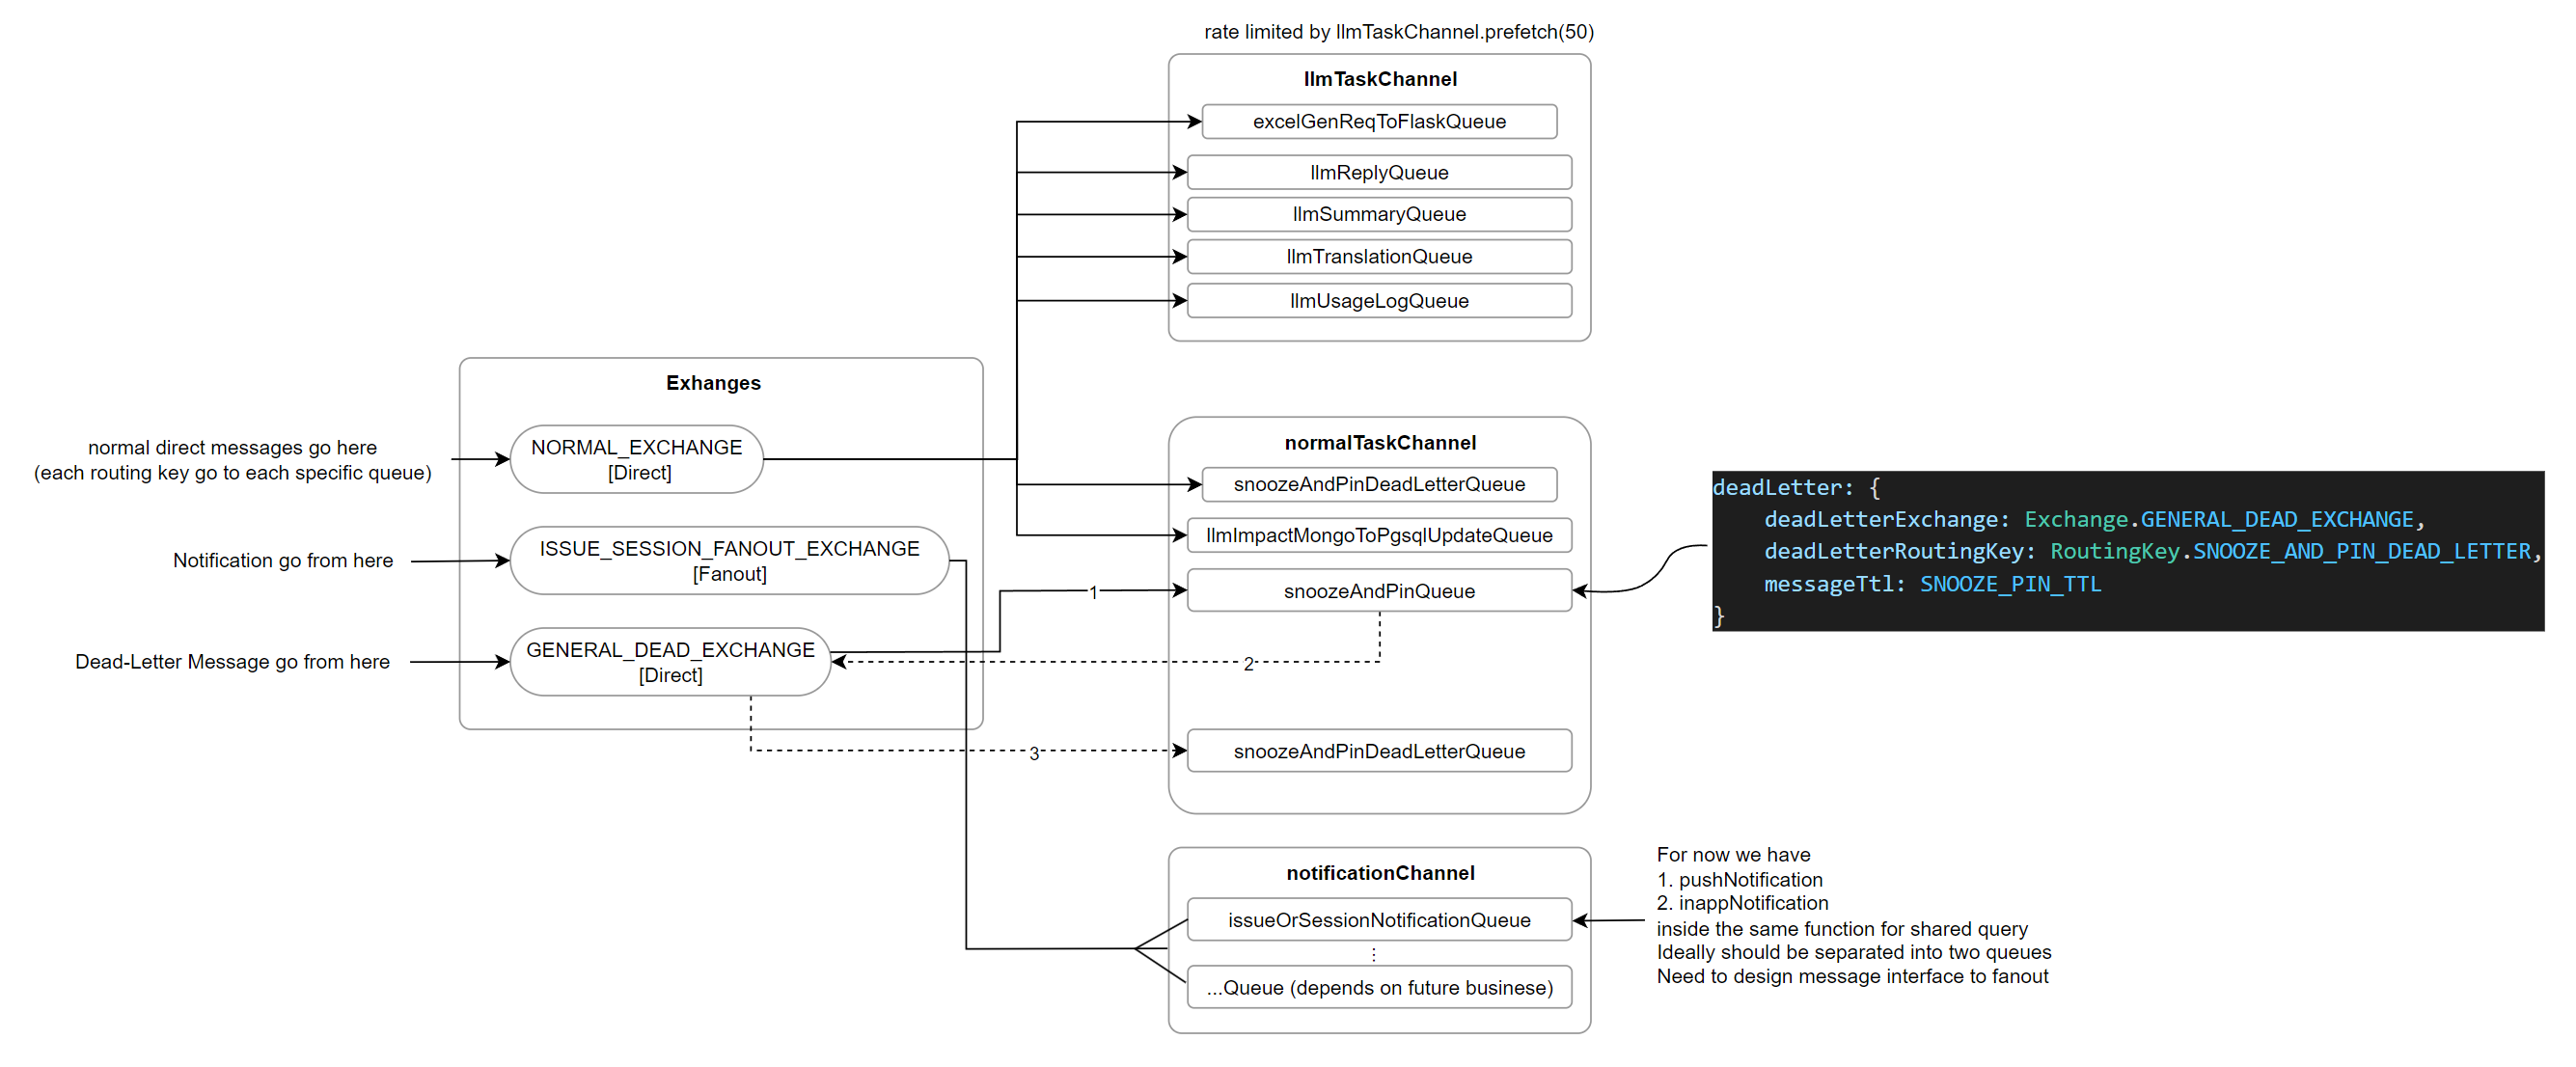 rate limited by llmTaskChannel.prefetch(50)
llmTaskChannel
excelGenReqToFlaskQueue
llmReplyQueue
llmSummaryQueue
llmTranslationQueue
llmUsageLogQueue
Exhanges
normal direct messages go here
(each routing key go to each specific queue)
NORMAL_EXCHANGE
[Direct]
Notification go from here
ISSUE_SESSION_FANOUT_EXCHANGE
[Fanout]
Dead-Letter Message go from here
GENERAL_DEAD_EXCHANGE
[Direct]
1
2
3
normalTaskChannel
snoozeAndPinDeadLetterQueue
llmImpactMongoToPgsqlUpdateQueue
snoozeAndPinQueue
snoozeAndPinDeadLetterQueue
deadLetter: {
deadLetterExchange: Exchange.GENERAL_DEAD_EXCHANGE,
deadLetterRoutingKey: RoutingKey.SNOOZE_AND_PIN_DEAD_LETTER,
messageTtl: SNOOZE_PIN_TTL
}
notificationChannel
issueOrSessionNotificationQueue
⋮
...Queue (depends on future businese)
For now we have
1. pushNotification
2. inappNotification
inside the same function for shared query
Ideally should be separated into two queues
Need to design message interface to fanout